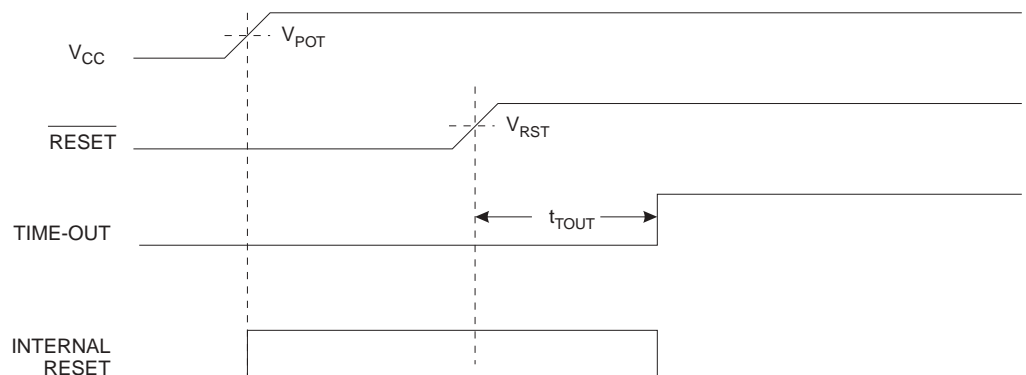 V_CC
V_POT
RESET
V_RST
TIME-OUT
t_TOUT
INTERNAL
RESET